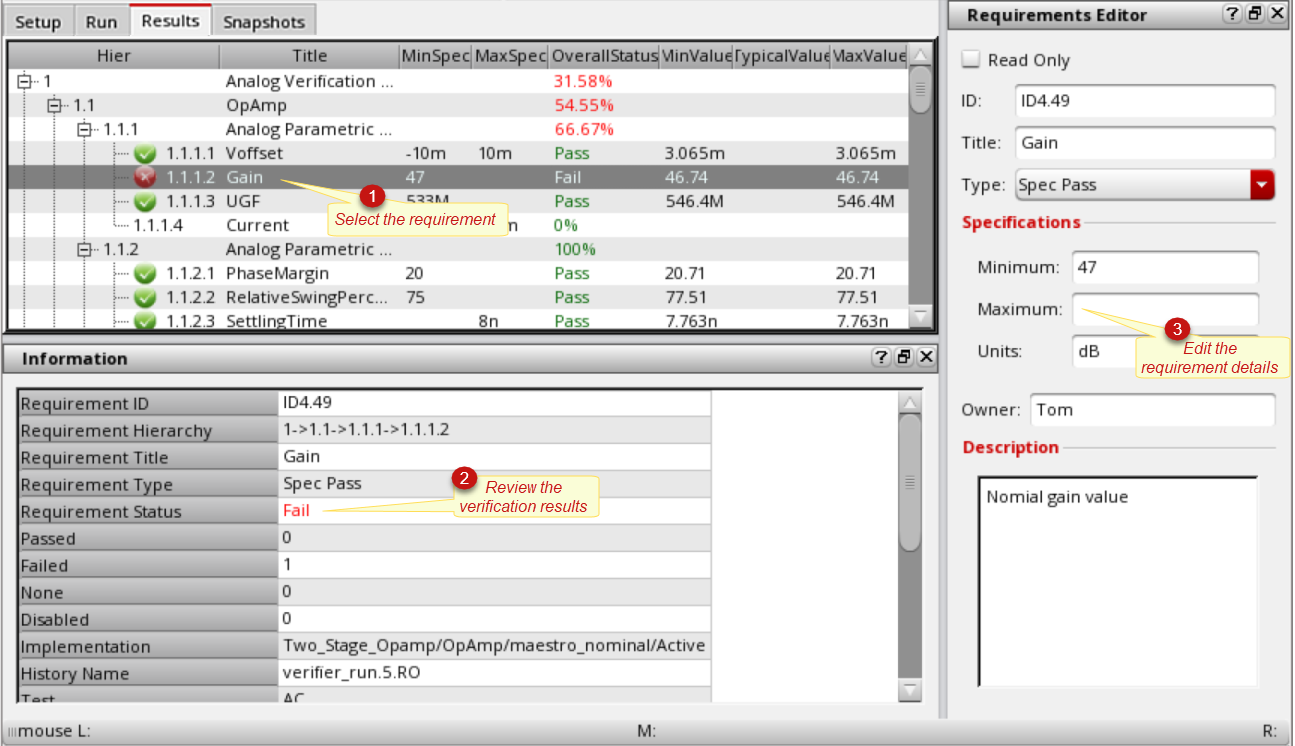 Setup Run Results Snapshots
Hier Title MinSpec MaxSpec OverallStatus MinValue TypicalValue MaxValue
1 Analog Verification ... 31.58%
1.1 OpAmp 54.55%
1.1.1 Analog Parametric ... 66.67%
1.1.1.1 Voffset -10m 10m Pass 3.065m 3.065m
1.1.1.2 Gain 47 Fail 46.74 46.74
1.1.1.3 UGF 533M Pass 546.4M 546.4M
1.1.1.4 Current 0%
1
Select the requirement
1.1.2 Analog Parametric ... 100%
1.1.2.1 PhaseMargin 20 Pass 20.71 20.71
1.1.2.2 RelativeSwingPerc... 75 Pass 77.51 77.51
1.1.2.3 SettlingTime 8n Pass 7.763n 7.763n
Information
Requirement ID ID4.49
Requirement Hierarchy 1->1.1->1.1.1->1.1.1.2
Requirement Title Gain
Requirement Type Spec Pass
Requirement Status Fail
2
Review the
verification results
Passed 0
Failed 1
None 0
Disabled 0
Implementation Two_Stage_Opamp/OpAmp/maestro_nominal/Active
History Name verifier_run.5.RO
Test AC
Requirements Editor
Read Only
ID: ID4.49
Title: Gain
Type: Spec Pass
Specifications
Minimum: 47
Maximum:
Units: dB
3
Edit the
requirement details
Owner: Tom
Description
Nomial gain value
mouse L: M: R: